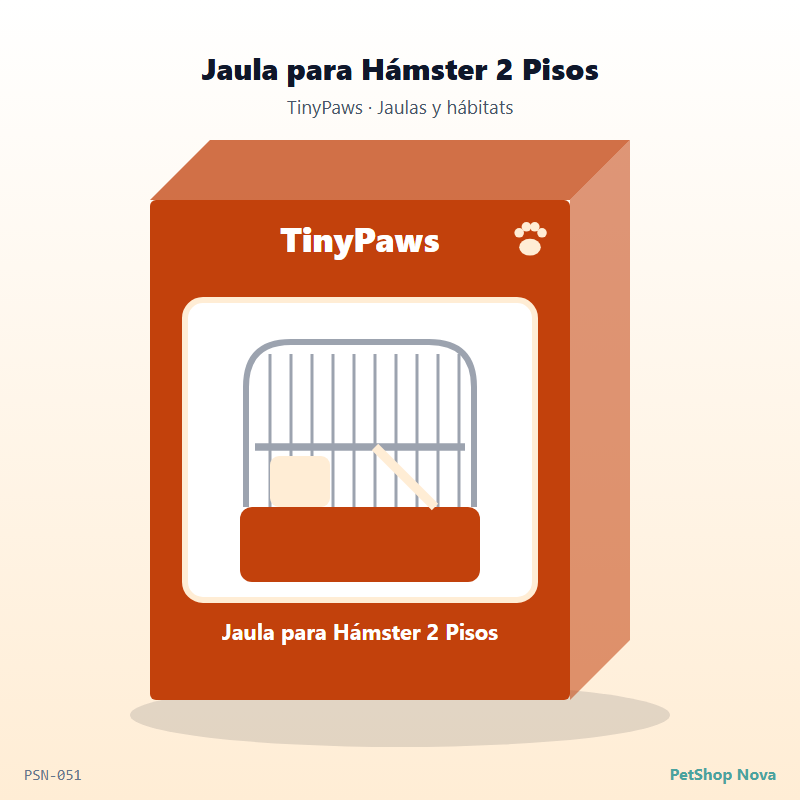 Jaula para Hámster 2 Pisos
TinyPaws · Jaulas y hábitats
TinyPaws
Jaula para Hámster 2 Pisos
PSN-051
PetShop Nova